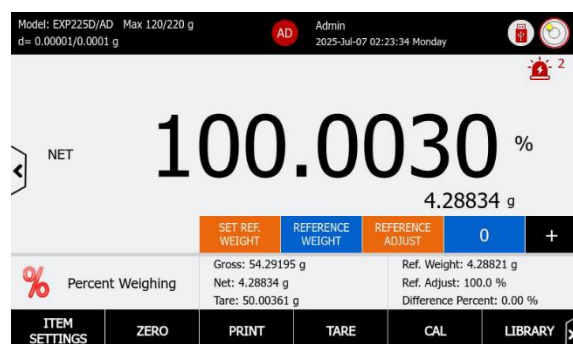 Model: EXP225D/AD Max 120/220 g
d= 0.00001/0.0001 g
AD
Admin
2025-Jul-07 02:23:34 Monday
2
NET
100.0030 %
4.28834 g
SET REF. WEIGHT
REFERENCE WEIGHT
REFERENCE ADJUST
0
+
%
Percent Weighing
Gross: 54.29195 g
Net: 4.28834 g
Tare: 50.00361 g
Ref. Weight: 4.28821 g
Ref. Adjust: 100.0 %
Difference Percent: 0.00 %
ITEM SETTINGS
ZERO
PRINT
TARE
CAL
LIBRARY